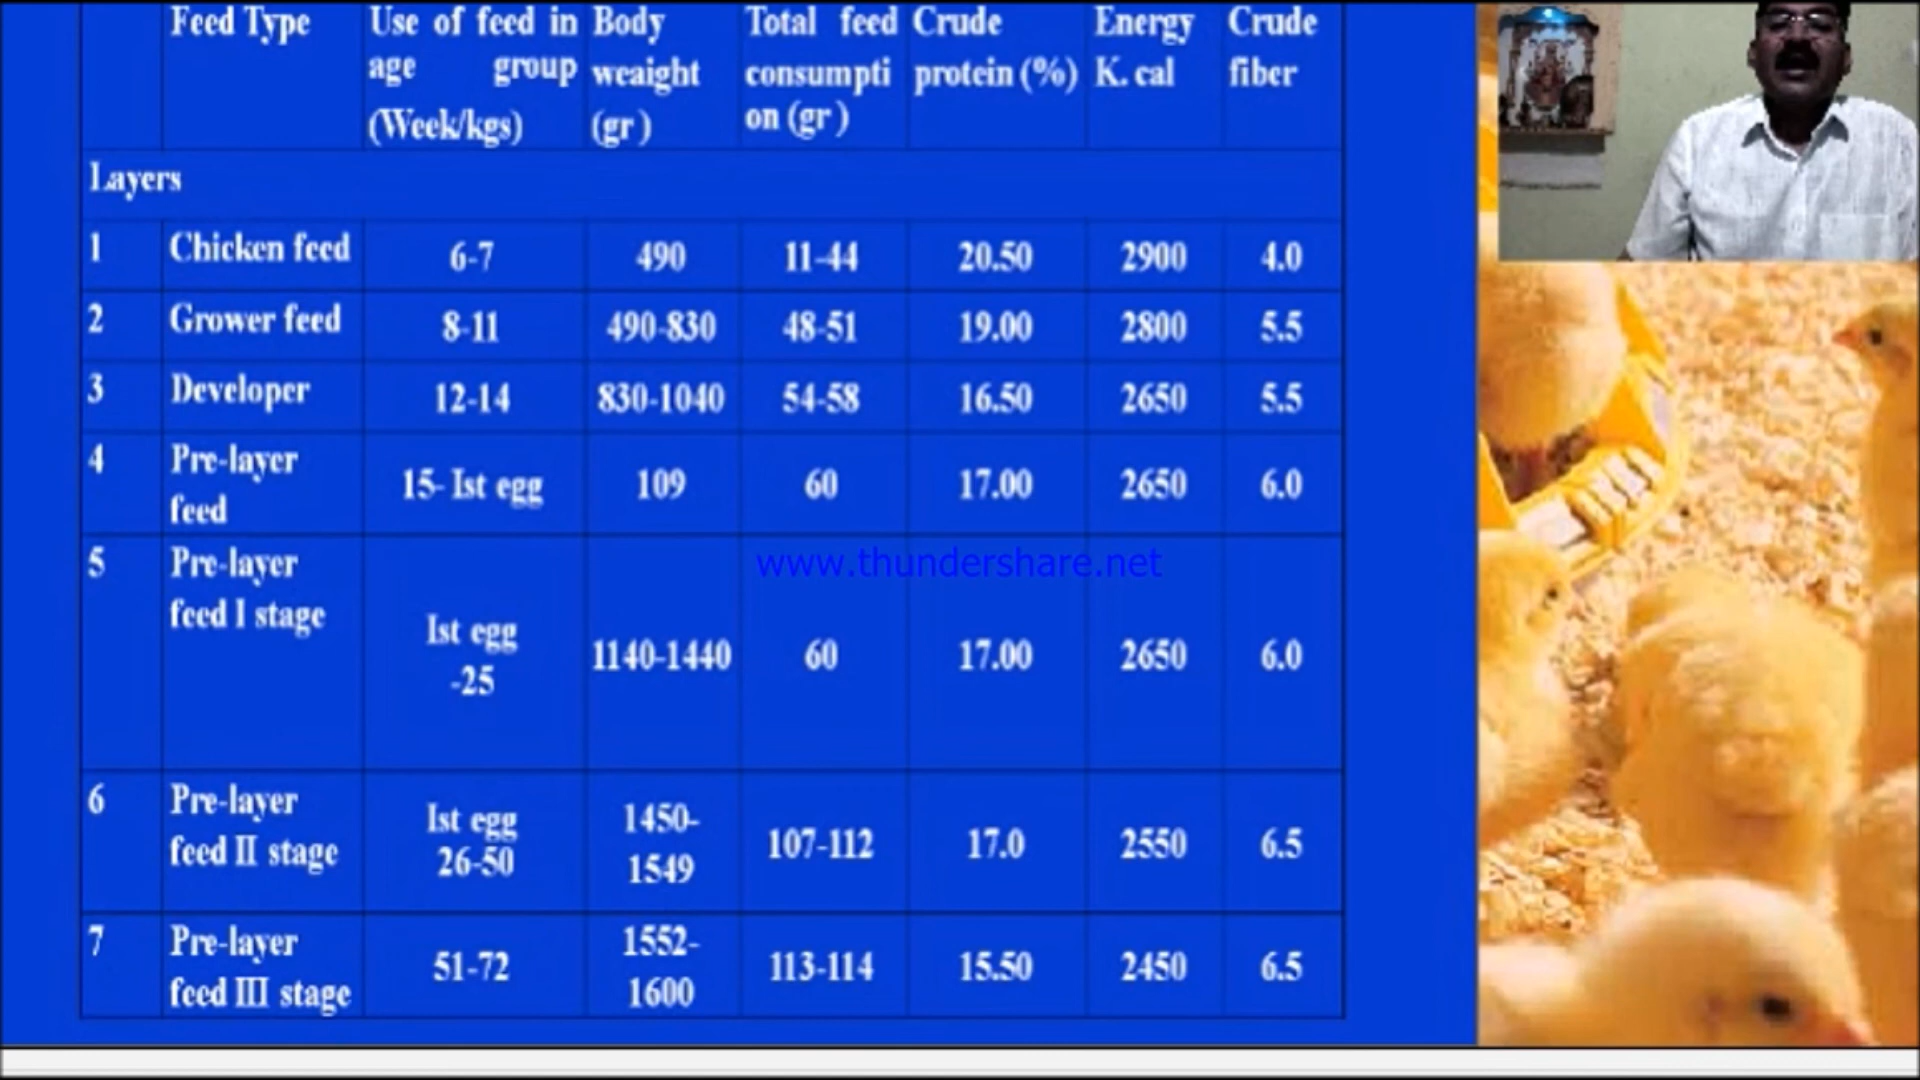 Feed Type Use of feed in age group (Week/kgs) Body weaight (gr) Total feed consumpti on (gr) Crude protein (%) Energy K. cal Crude fiber
Layers
1 Chicken feed 6-7 490 11-44 20.50 2900 4.0
2 Grower feed 8-11 490-830 48-51 19.00 2800 5.5
3 Developer 12-14 830-1040 54-58 16.50 2650 5.5
4 Pre-layer feed 15- Ist egg 109 60 17.00 2650 6.0
5 Pre-layer feed I stage Ist egg -25 1140-1440 60 17.00 2650 6.0
www.thundershare.net
6 Pre-layer feed II stage Ist egg 26-50 1450-1549 107-112 17.0 2550 6.5
7 Pre-layer feed III stage 51-72 1552-1600 113-114 15.50 2450 6.5